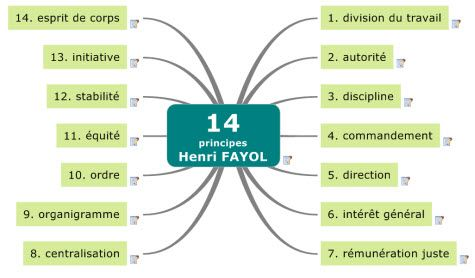 14
principes
Henri FAYOL
1. division du travail
2. autorité
3. discipline
4. commandement
5. direction
6. intérêt général
7. rémunération juste
8. centralisation
9. organigramme
10. ordre
11. équité
12. stabilité
13. initiative
14. esprit de corps